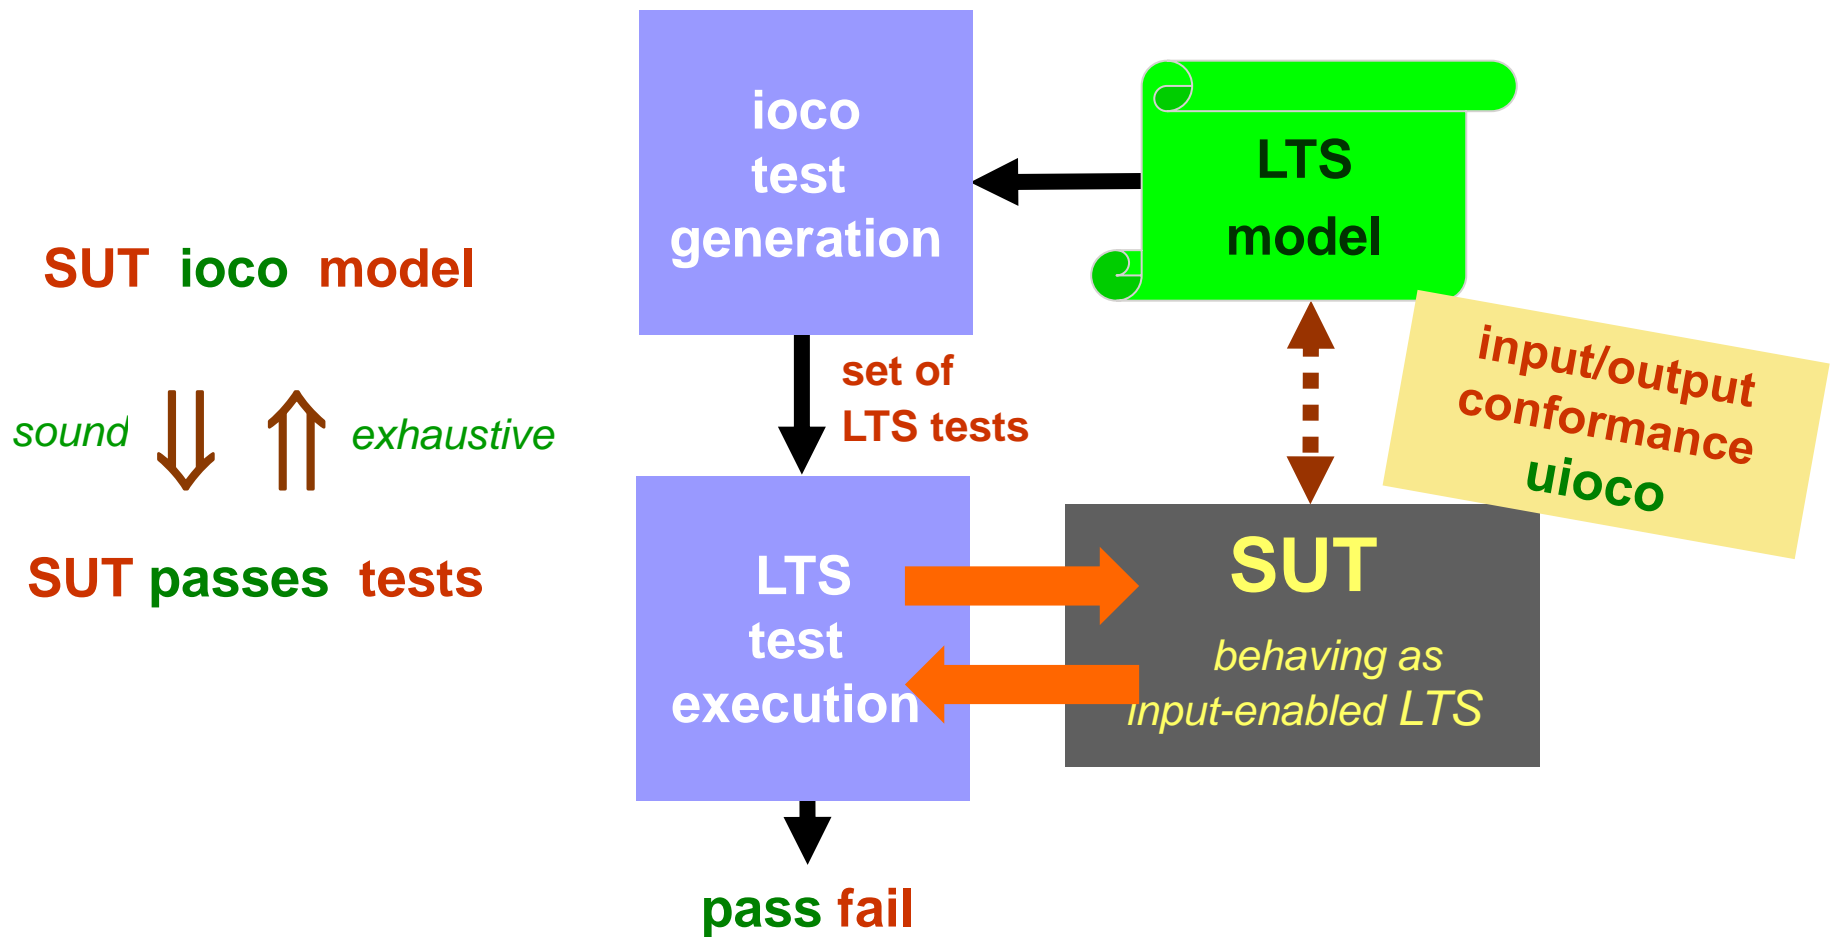 SUT ioco model
sound
exhaustive
SUT passes tests
ioco
test
generation
LTS
model
set of
LTS tests
input/output
conformance
uioco
LTS
test
execution
SUT
behaving as
input-enabled LTS
pass fail